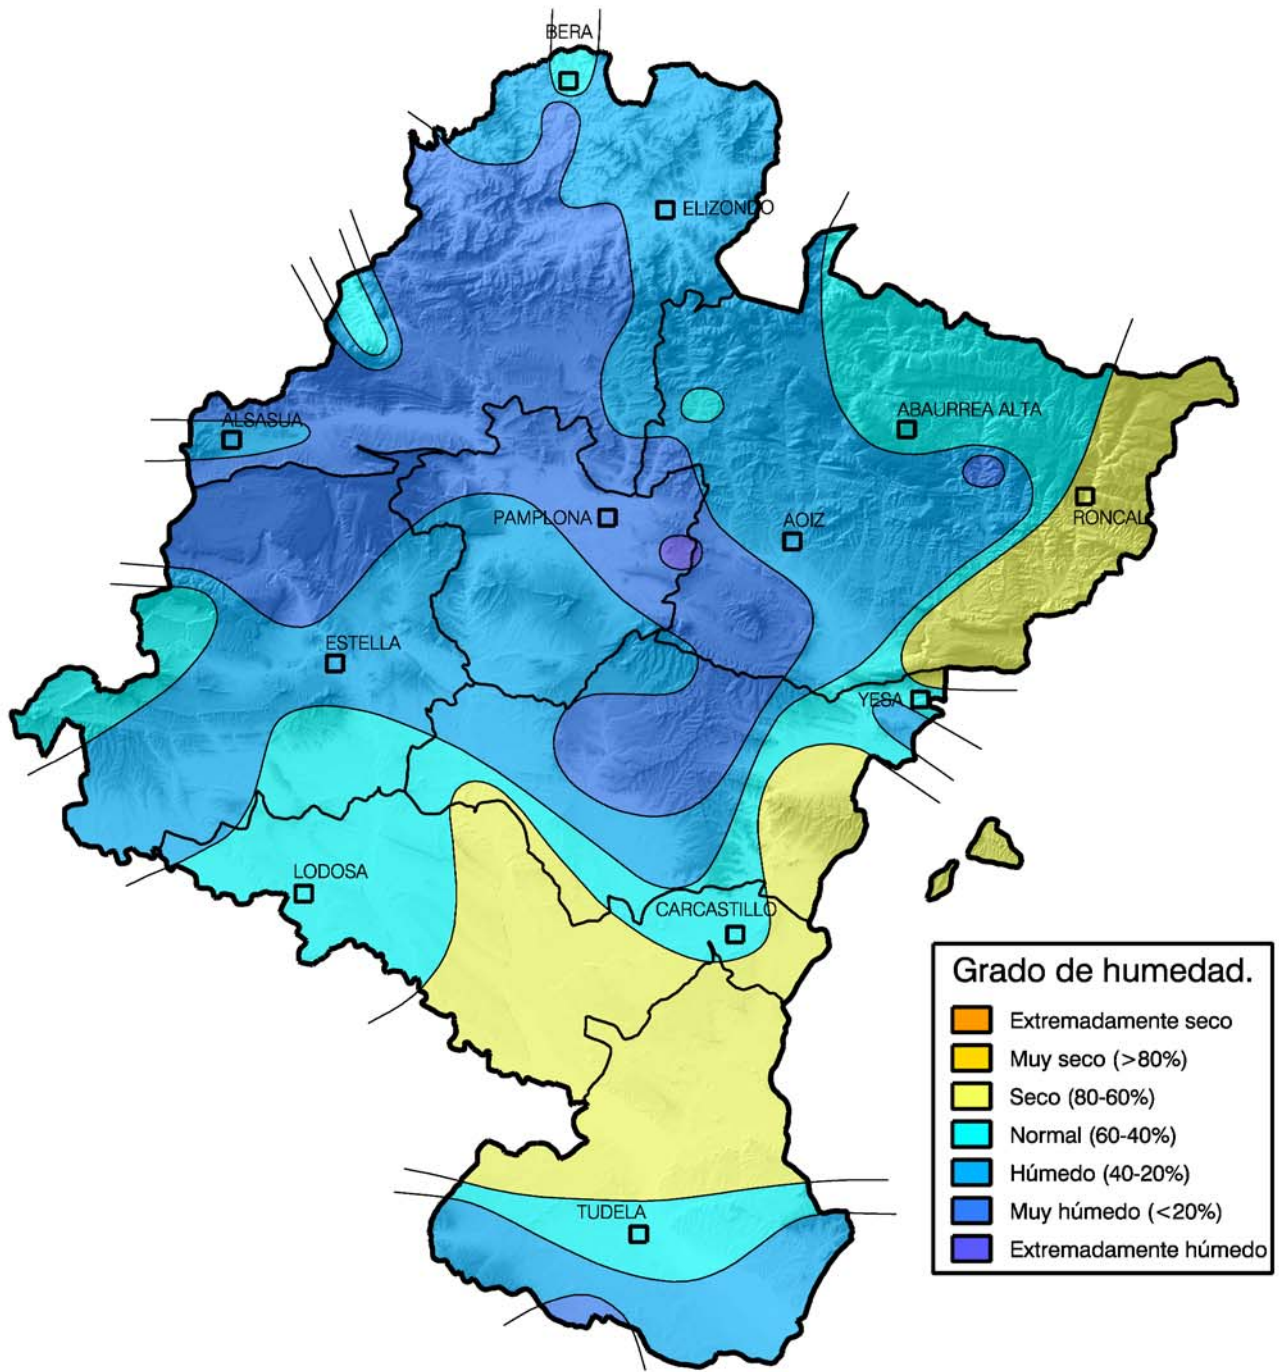 BERA
ELIZONDO
ALSASUA
ABAURREA ALTA
PAMPLONA
AOIZ
RONCAL
ESTELLA
YESA
LODOSA
CARCASTILLO
TUDELA
Grado de humedad.
Extremadamente seco
Muy seco (>80%)
Seco (80-60%)
Normal (60-40%)
Húmedo (40-20%)
Muy húmedo (<20%)
Extremadamente húmedo